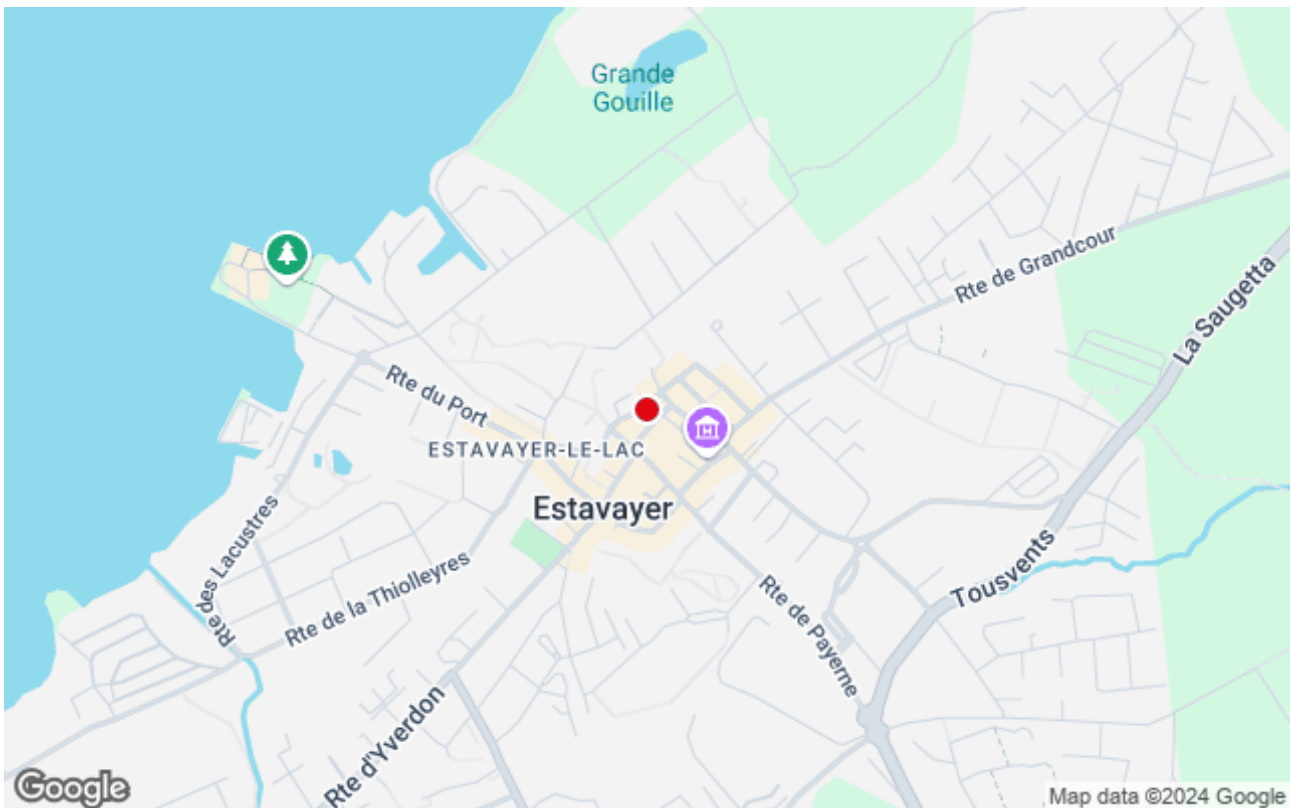 Grande
Gouille
Rte de Grandcour
La Saugetta
Rte du Port
ESTAVAYER-LE-LAC
H
Estavayer
Rte des Lacustres
Rte de la Thiolleyres
Tousvents
Rte de Payerne
Rte d'Yverdon
Google
Map data ©2024 Google